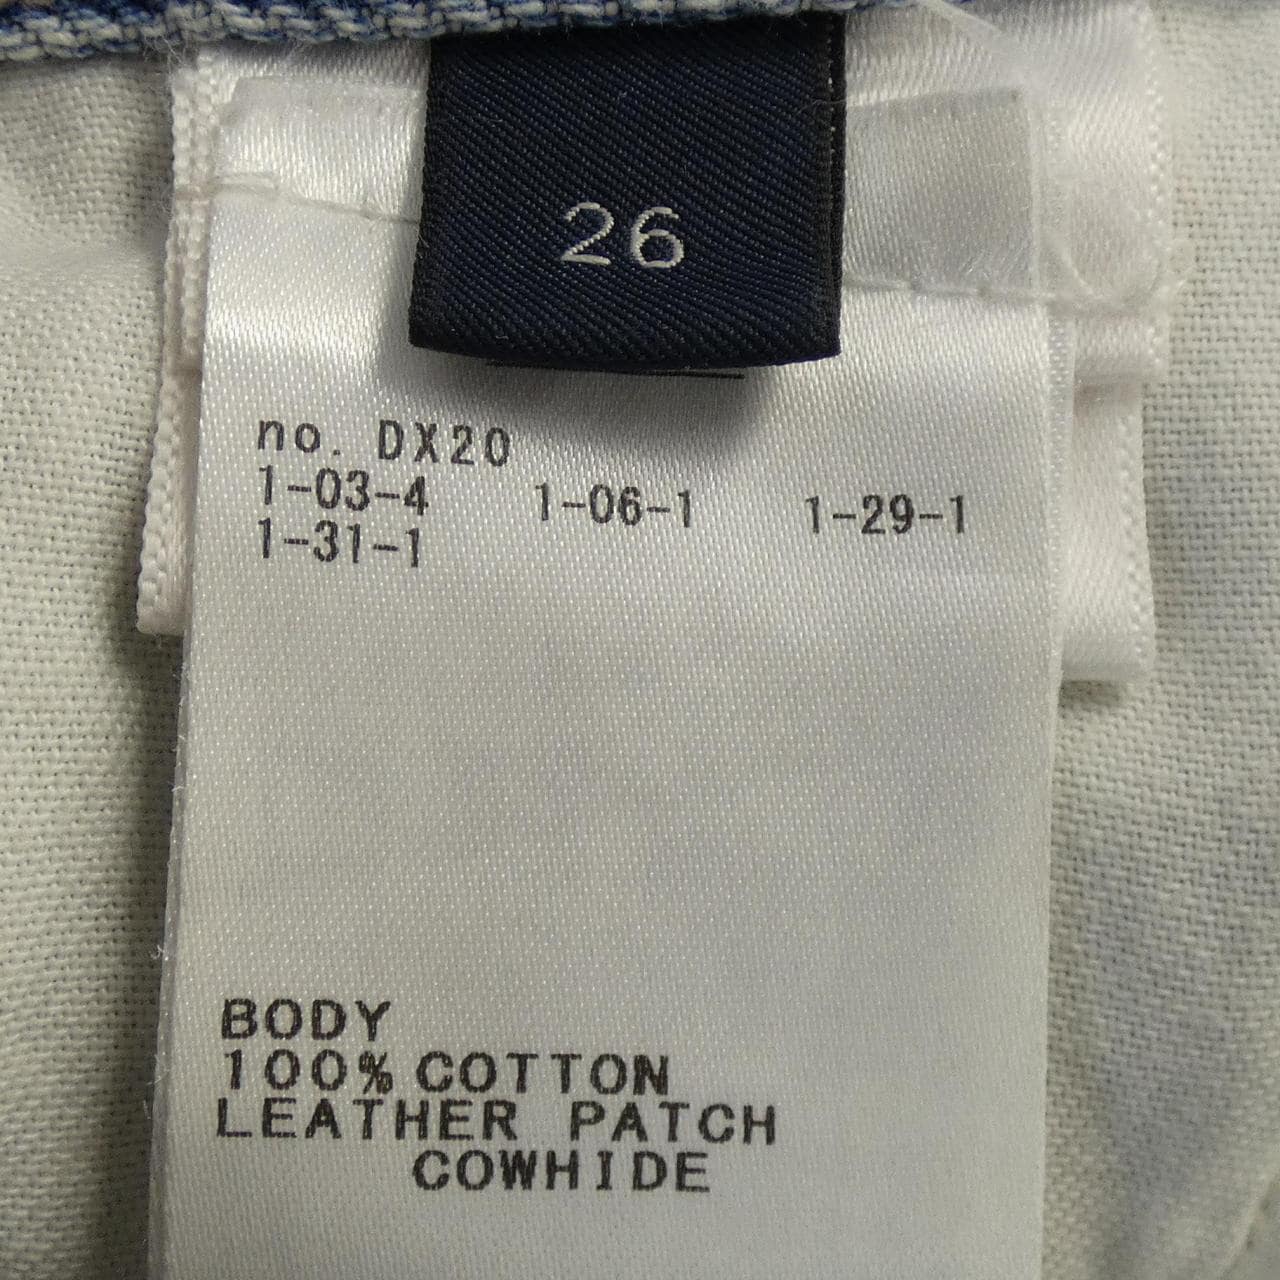 26
no. DX20
1-03-4 1-06-1 1-29-1
1-31-1
BODY
100% COTTON
LEATHER PATCH
COWHIDE